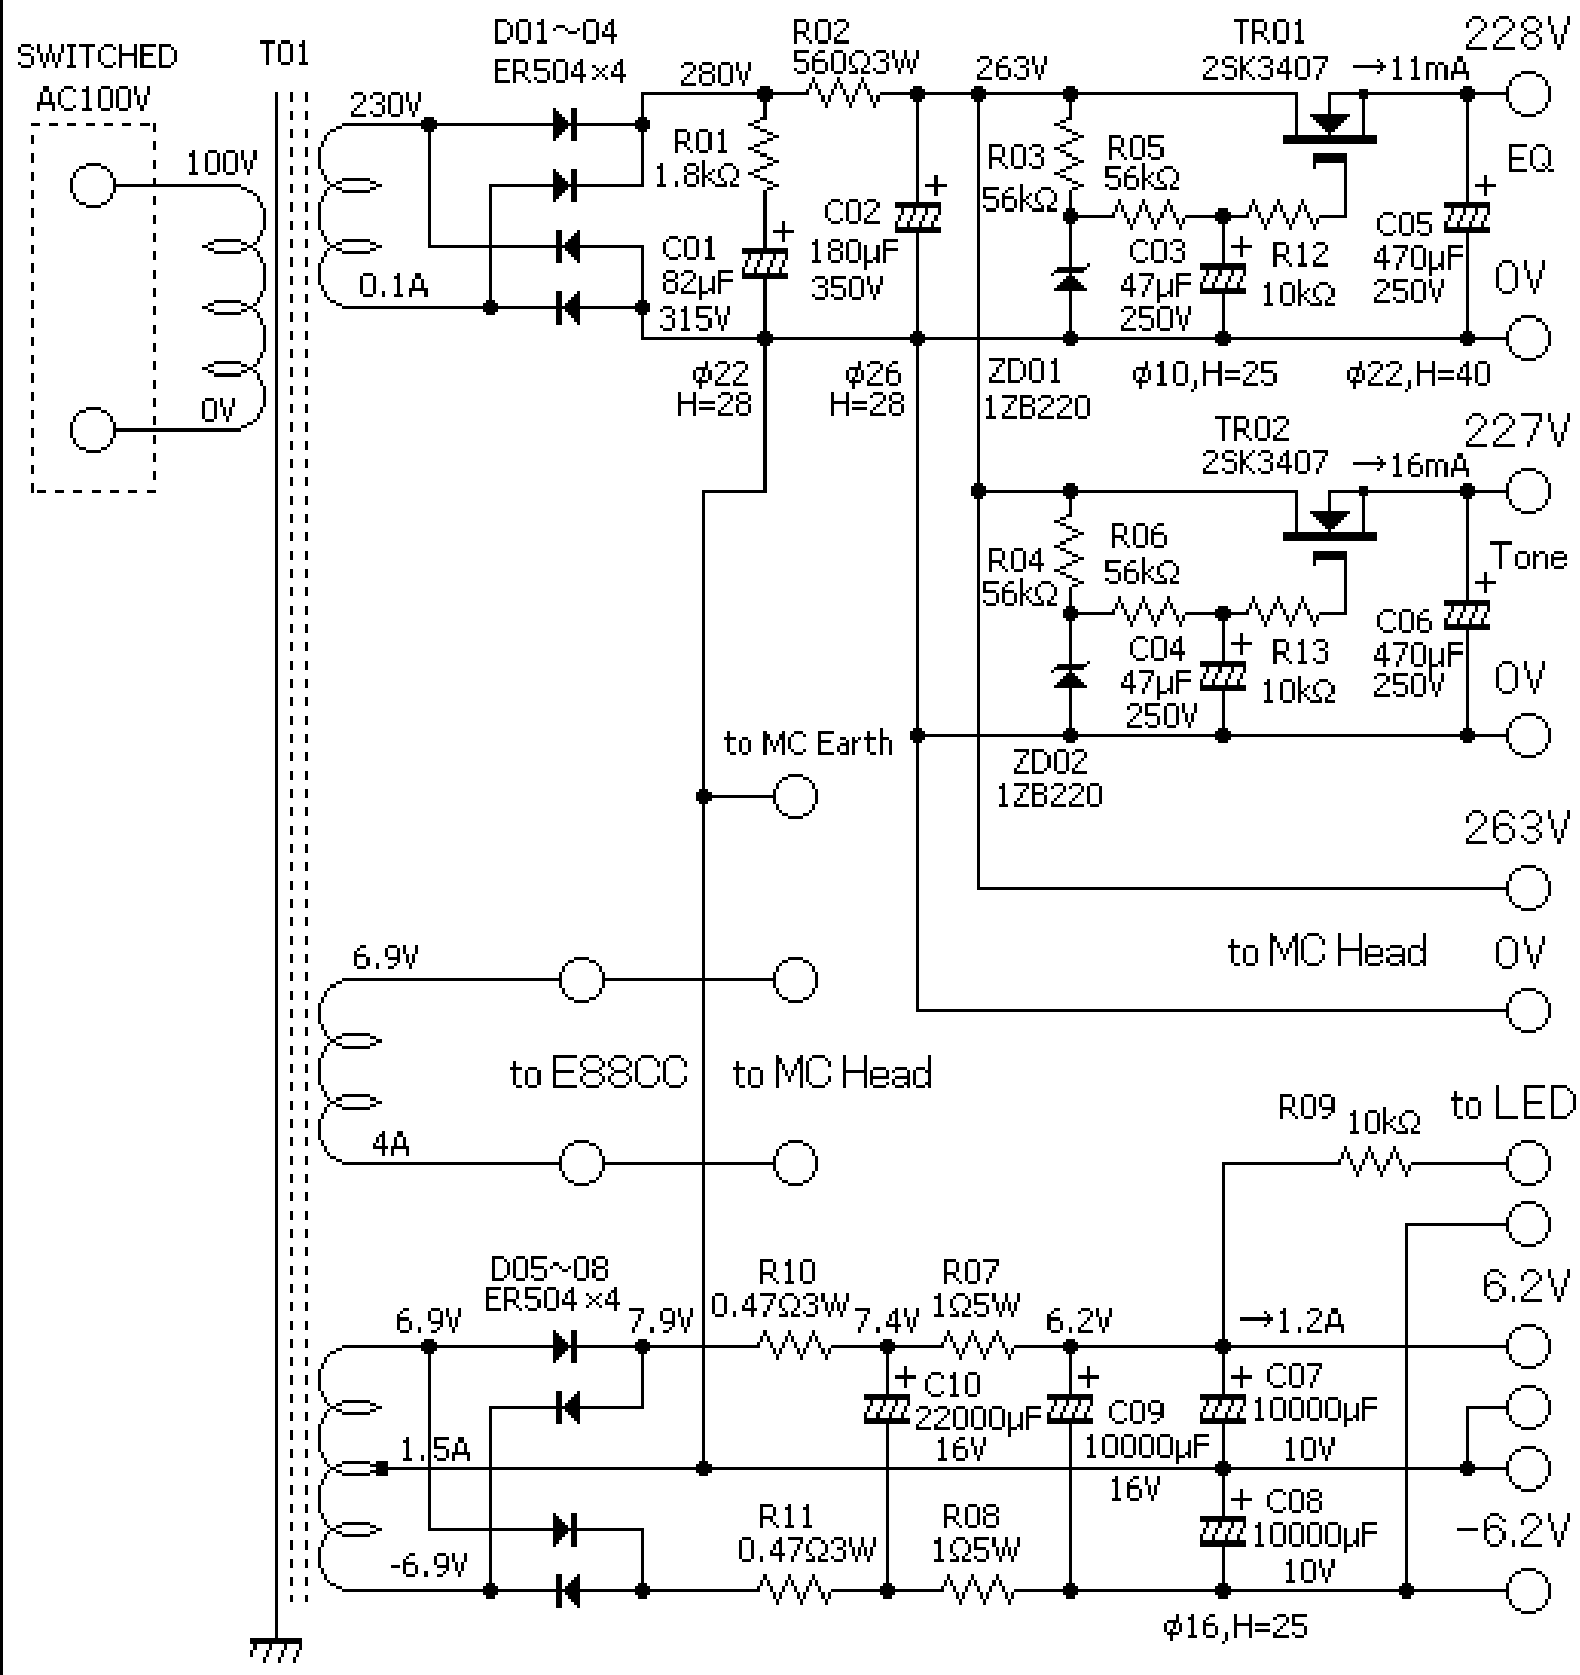 SWITCHED
AC100V
T01
100V
0V
230V
0.1A
D01～04
ER504×4
280V
R02
560Ω3W
263V
TR01
2SK3407
→11mA
228V
EQ
R01
1.8kΩ
C01
82µF
315V
φ22
H=28
C02
180µF
350V
φ26
H=28
R03
56kΩ
R05
56kΩ
C03
47µF
250V
R12
10kΩ
C05
470µF
250V
0V
ZD01
1ZB220
φ10,H=25
φ22,H=40
TR02
2SK3407
→16mA
227V
Tone
R04
56kΩ
R06
56kΩ
C04
47µF
250V
R13
10kΩ
C06
470µF
250V
0V
ZD02
1ZB220
to MC Earth
263V
to MC Head
0V
6.9V
4A
to E88CC
to MC Head
R09
10kΩ
to LED
D05～08
ER504×4
6.9V
7.9V
R10
0.47Ω3W
7.4V
R07
1Ω5W
6.2V
→1.2A
6.2V
C10
22000µF
16V
C09
10000µF
16V
C07
10000µF
10V
1.5A
-6.9V
R11
0.47Ω3W
R08
1Ω5W
C08
10000µF
10V
-6.2V
φ16,H=25